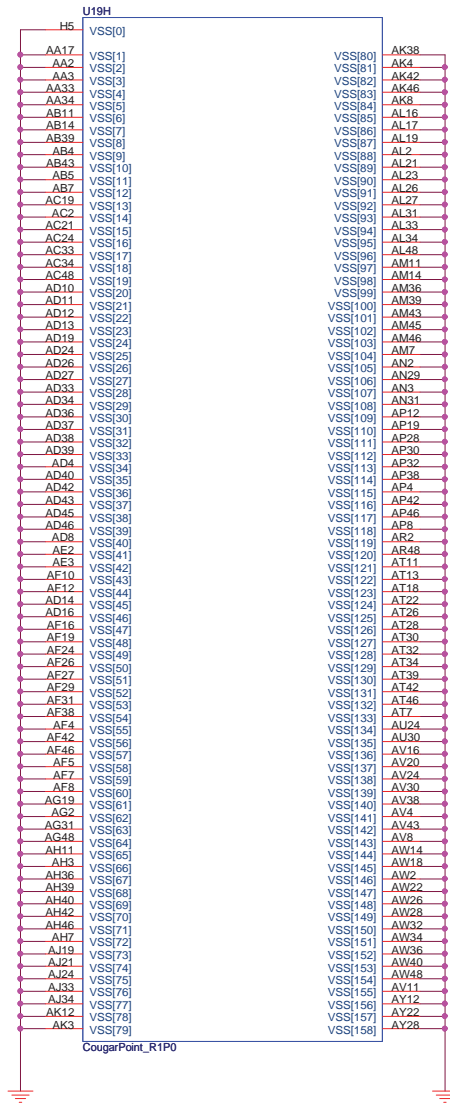 U19H
H5 VSS[0]
AA17 VSS[1] VSS[80] AK38
AA2 VSS[2] VSS[81] AK4
AA3 VSS[3] VSS[82] AK42
AA33 VSS[4] VSS[83] AK46
AA34 VSS[5] VSS[84] AK8
AB11 VSS[6] VSS[85] AL16
AB14 VSS[7] VSS[86] AL17
AB39 VSS[8] VSS[87] AL19
AB4 VSS[9] VSS[88] AL2
AB43 VSS[10] VSS[89] AL21
AB5 VSS[11] VSS[90] AL23
AB7 VSS[12] VSS[91] AL26
AC19 VSS[13] VSS[92] AL27
AC2 VSS[14] VSS[93] AL31
AC21 VSS[15] VSS[94] AL33
AC24 VSS[16] VSS[95] AL34
AC33 VSS[17] VSS[96] AL48
AC34 VSS[18] VSS[97] AM11
AC48 VSS[19] VSS[98] AM14
AD10 VSS[20] VSS[99] AM36
AD11 VSS[21] VSS[100] AM39
AD12 VSS[22] VSS[101] AM43
AD13 VSS[23] VSS[102] AM45
AD19 VSS[24] VSS[103] AM46
AD24 VSS[25] VSS[104] AM7
AD26 VSS[26] VSS[105] AN2
AD27 VSS[27] VSS[106] AN29
AD33 VSS[28] VSS[107] AN3
AD34 VSS[29] VSS[108] AN31
AD36 VSS[30] VSS[109] AP12
AD37 VSS[31] VSS[110] AP19
AD38 VSS[32] VSS[111] AP28
AD39 VSS[33] VSS[112] AP30
AD4 VSS[34] VSS[113] AP32
AD40 VSS[35] VSS[114] AP38
AD42 VSS[36] VSS[115] AP4
AD43 VSS[37] VSS[116] AP42
AD45 VSS[38] VSS[117] AP46
AD46 VSS[39] VSS[118] AP8
AD8 VSS[40] VSS[119] AR2
AE2 VSS[41] VSS[120] AR48
AE3 VSS[42] VSS[121] AT11
AF10 VSS[43] VSS[122] AT13
AF12 VSS[44] VSS[123] AT18
AD14 VSS[45] VSS[124] AT22
AD16 VSS[46] VSS[125] AT26
AF16 VSS[47] VSS[126] AT28
AF19 VSS[48] VSS[127] AT30
AF24 VSS[49] VSS[128] AT32
AF26 VSS[50] VSS[129] AT34
AF27 VSS[51] VSS[130] AT39
AF29 VSS[52] VSS[131] AT42
AF31 VSS[53] VSS[132] AT46
AF38 VSS[54] VSS[133] AT7
AF4 VSS[55] VSS[134] AU24
AF42 VSS[56] VSS[135] AU30
AF46 VSS[57] VSS[136] AV16
AF5 VSS[58] VSS[137] AV20
AF7 VSS[59] VSS[138] AV24
AF8 VSS[60] VSS[139] AV30
AG19 VSS[61] VSS[140] AV38
AG2 VSS[62] VSS[141] AV4
AG31 VSS[63] VSS[142] AV43
AG48 VSS[64] VSS[143] AV8
AH11 VSS[65] VSS[144] AW14
AH3 VSS[66] VSS[145] AW18
AH36 VSS[67] VSS[146] AW2
AH39 VSS[68] VSS[147] AW22
AH40 VSS[69] VSS[148] AW26
AH42 VSS[70] VSS[149] AW28
AH46 VSS[71] VSS[150] AW32
AH7 VSS[72] VSS[151] AW34
AJ19 VSS[73] VSS[152] AW36
AJ21 VSS[74] VSS[153] AW40
AJ24 VSS[75] VSS[154] AW48
AJ33 VSS[76] VSS[155] AV11
AJ34 VSS[77] VSS[156] AY12
AK12 VSS[78] VSS[157] AY22
AK3 VSS[79] VSS[158] AY28
CougarPoint_R1P0